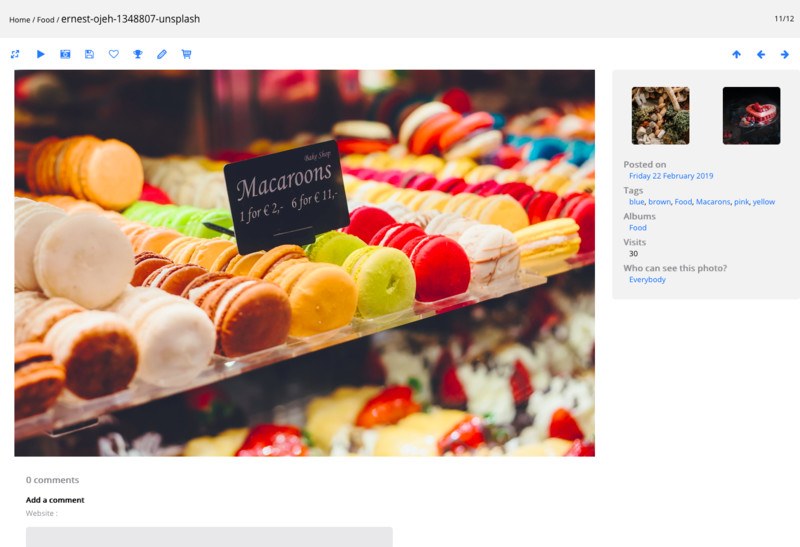 Home / Food / ernest-ojeh-1348807-unsplash
11/12
Bake Shop
Macaroons
1 for € 2,- 6 for € 11,-
Posted on
Friday 22 February 2019
Tags
blue, brown, Food, Macarons, pink, yellow
Albums
Food
Visits
30
Who can see this photo?
Everybody
0 comments
Add a comment
Website :